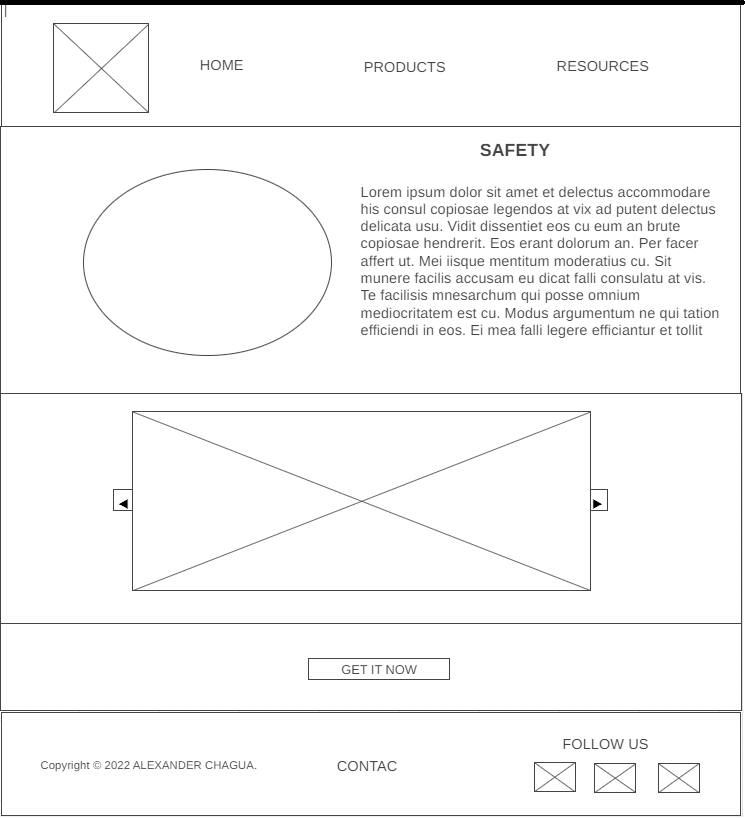 HOME
PRODUCTS
RESOURCES
SAFETY
Lorem ipsum dolor sit amet et delectus accommodare
his consul copiosae legendos at vix ad putent delectus
delicata usu. Vidit dissentiet eos cu eum an brute
copiosae hendrerit. Eos erant dolorum an. Per facer
affert ut. Mei iisque mentitum moderatius cu. Sit
munere facilis accusam eu dicat falli consulatu at vis.
Te facilisis mnesarchum qui posse omnium
mediocritatem est cu. Modus argumentum ne qui tation
efficiendi in eos. Ei mea falli legere efficiantur et tollit
GET IT NOW
Copyright © 2022 ALEXANDER CHAGUA.
CONTAC
FOLLOW US